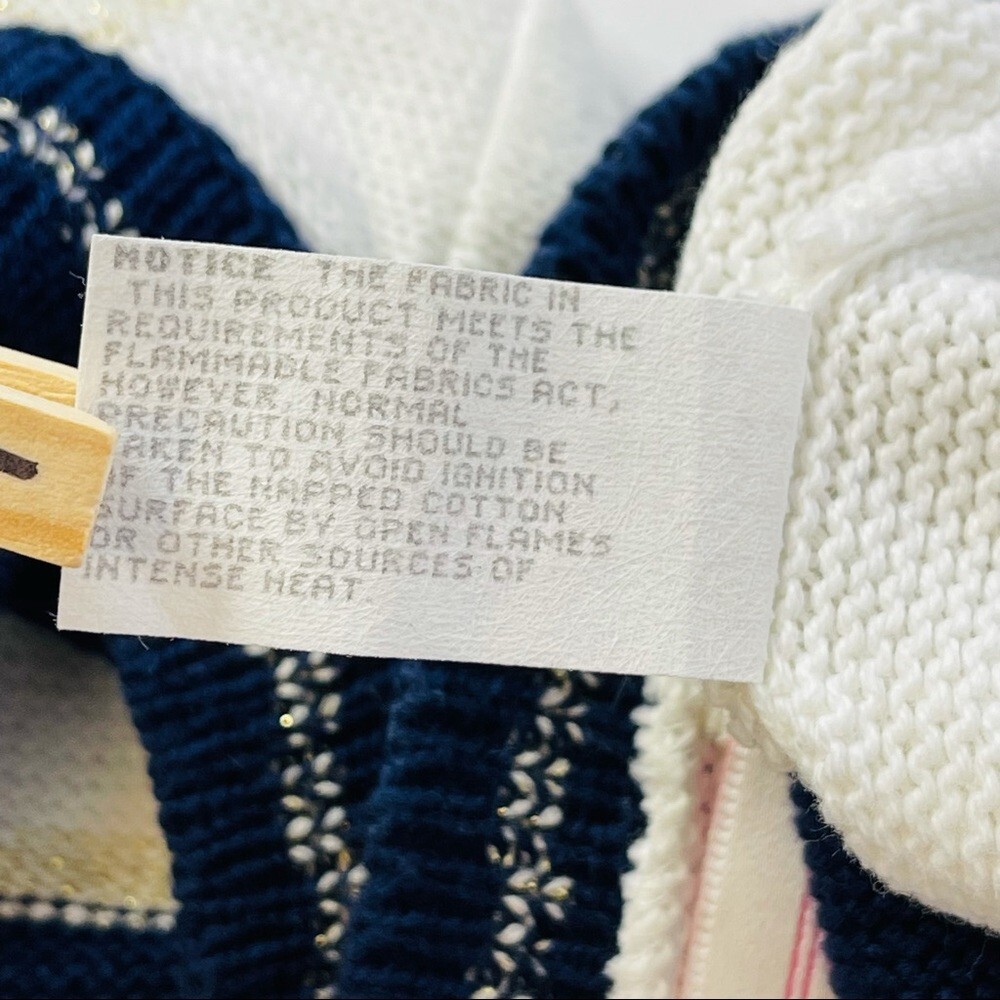 NOTICE THE FABRIC IN
THIS PRODUCT MEETS THE
REQUIREMENTS OF THE
FLAMMABLE FABRICS ACT,
HOWEVER NORMAL
PRECAUTION SHOULD BE
TAKEN TO AVOID IGNITION
OF THE NAPPED COTTON
SURFACE BY OPEN FLAMES
OR OTHER SOURCES OF
INTENSE HEAT.